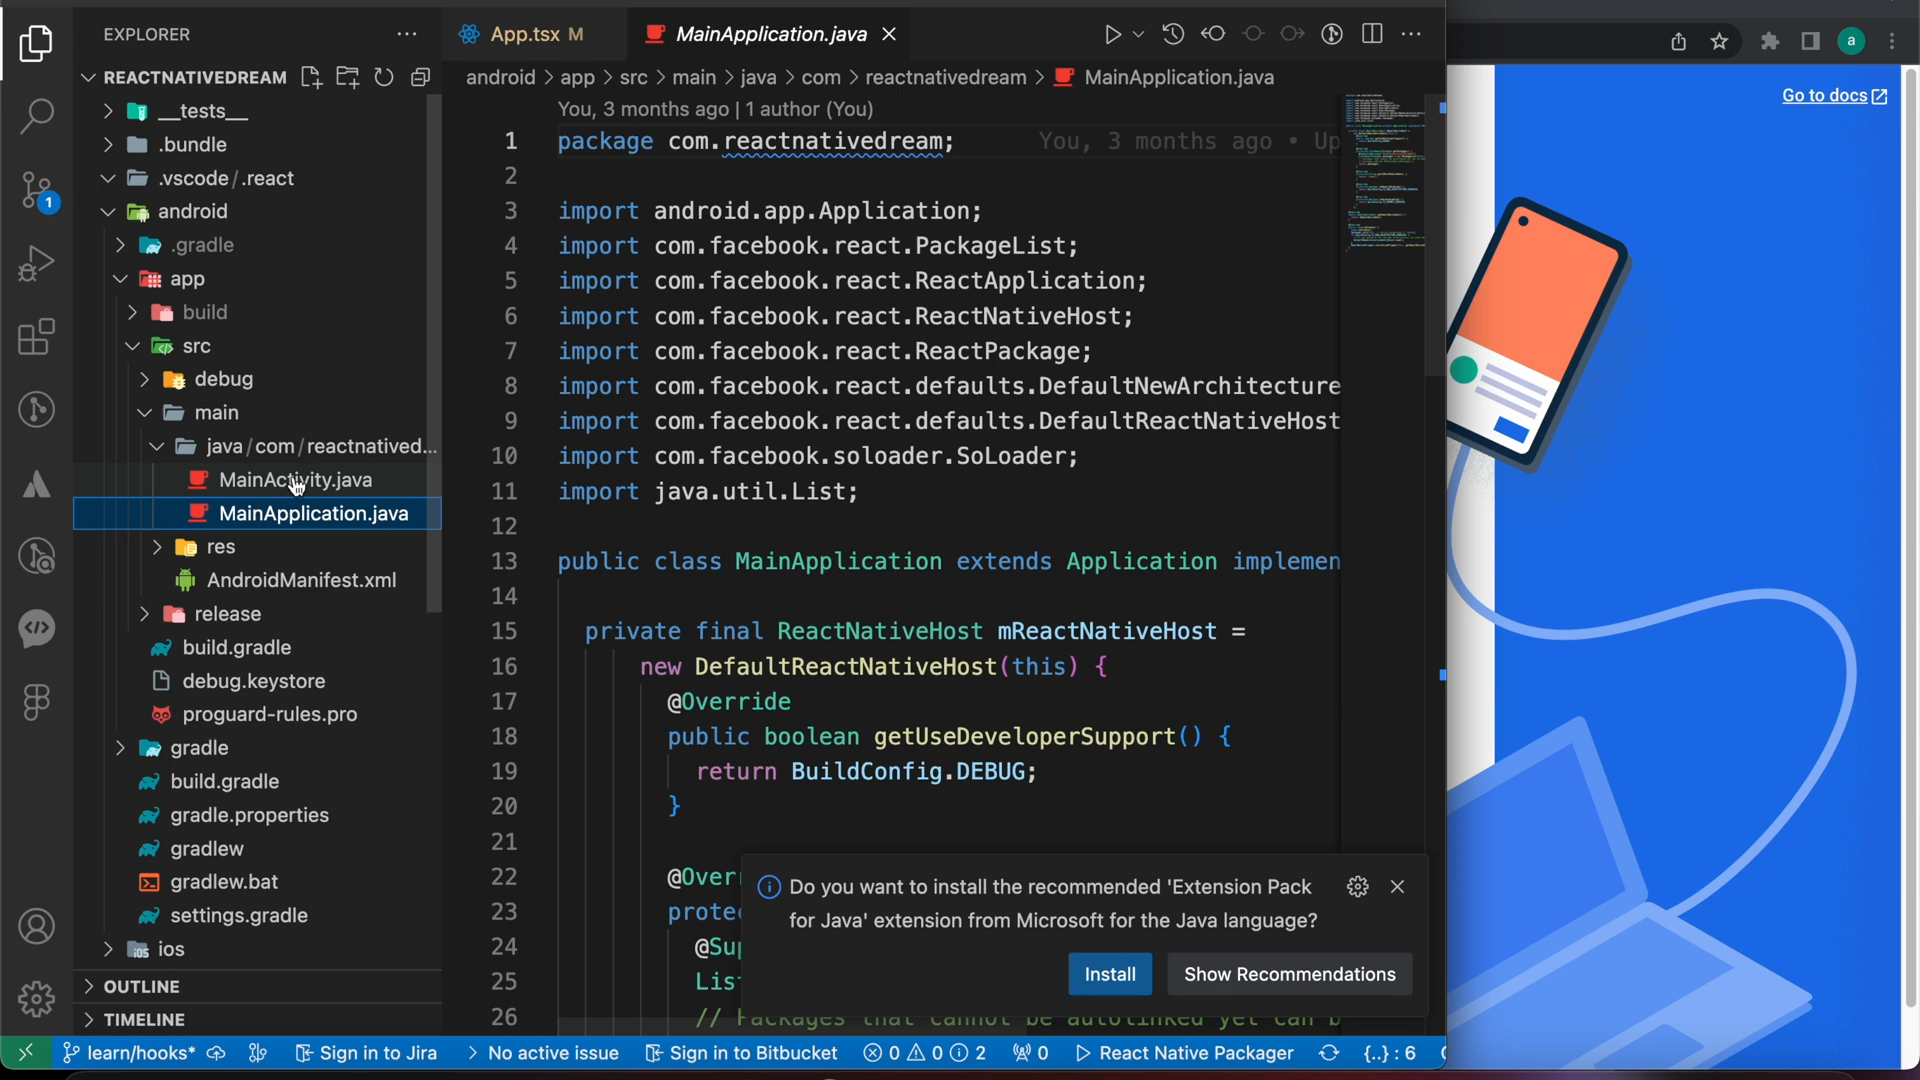 EXPLORER
REACTNATIVEDREAM
__tests__
.bundle
.vscode/.react
android
.gradle
app
build
src
debug
main
java/com/reactnatived...
MainActivity.java
MainApplication.java
res
AndroidManifest.xml
release
build.gradle
debug.keystore
proguard-rules.pro
gradle
build.gradle
gradle.properties
gradlew
gradlew.bat
settings.gradle
ios
OUTLINE
TIMELINE
1
App.tsx M
MainApplication.java
android > app > src > main > java > com > reactnativedream > MainApplication.java
You, 3 months ago | 1 author (You)
1 package com.reactnativedream; You, 3 months ago • Up
2
3 import android.app.Application;
4 import com.facebook.react.PackageList;
5 import com.facebook.react.ReactApplication;
6 import com.facebook.react.ReactNativeHost;
7 import com.facebook.react.ReactPackage;
8 import com.facebook.react.defaults.DefaultNewArchitecture
9 import com.facebook.react.defaults.DefaultReactNativeHost
10 import com.facebook.soloader.SoLoader;
11 import java.util.List;
12
13 public class MainApplication extends Application implemen
14
15 private final ReactNativeHost mReactNativeHost =
16 new DefaultReactNativeHost(this) {
17 @Override
18 public boolean getUseDeveloperSupport() {
19 return BuildConfig.DEBUG;
20 }
21
22 @Overr
23 protec
24 @Sup
25 Lis
26 // Packages that cannot be autolinked yet can b
Do you want to install the recommended 'Extension Pack
for Java' extension from Microsoft for the Java language?
Install
Show Recommendations
learn/hooks*
Sign in to Jira
No active issue
Sign in to Bitbucket
0 0 2
0
React Native Packager
{..} : 6
a
Go to docs